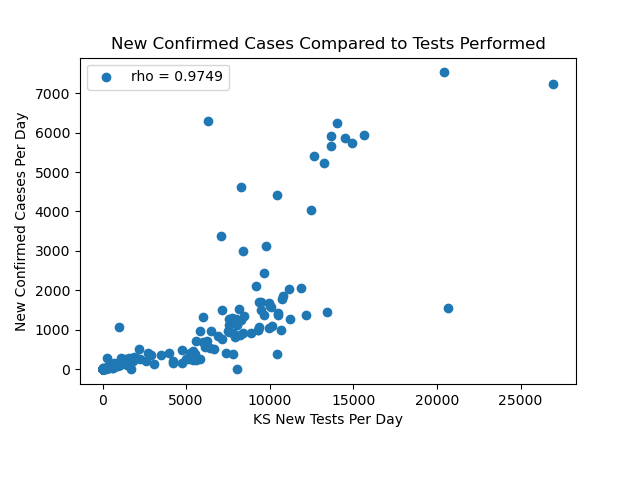 New Confirmed Cases Compared to Tests Performed
rho = 0.9749
New Confirmed Caeses Per Day
7000
6000
5000
4000
3000
2000
1000
0
0 5000 10000 15000 20000 25000
KS New Tests Per Day